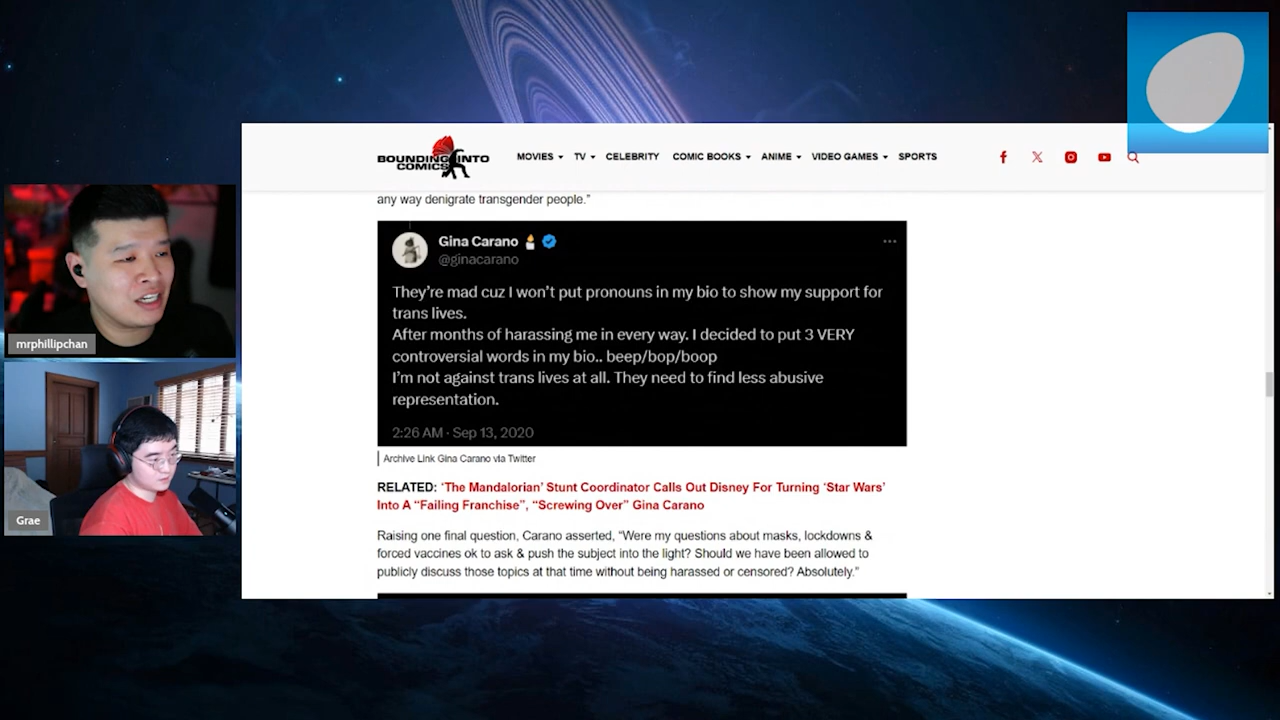 BOUNDING INTO
COMICS
MOVIES TV CELEBRITY COMIC BOOKS ANIME VIDEO GAMES SPORTS
any way denigrate transgender people.”
Gina Carano
@ginacarano
They’re mad cuz I won’t put pronouns in my bio to show my support for
trans lives.
After months of harassing me in every way. I decided to put 3 VERY
controversial words in my bio.. beep/bop/boop
I’m not against trans lives at all. They need to find less abusive
representation.
2:26 AM · Sep 13, 2020
Archive Link Gina Carano via Twitter
RELATED: ‘The Mandalorian’ Stunt Coordinator Calls Out Disney For Turning ‘Star Wars’
Into A “Failing Franchise”, “Screwing Over” Gina Carano
Raising one final question, Carano asserted, “Were my questions about masks, lockdowns &
forced vaccines ok to ask & push the subject into the light? Should we have been allowed to
publicly discuss those topics at that time without being harassed or censored? Absolutely.”
mrphillipchan
Grae